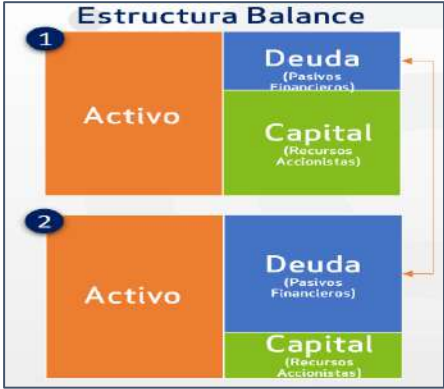 Estructura Balance
1
Activo
Deuda
(Pasivos
Financieros)
Capital
(Recursos
Accionistas)
2
Activo
Deuda
(Pasivos
Financieros)
Capital
(Recursos
Accionistas)